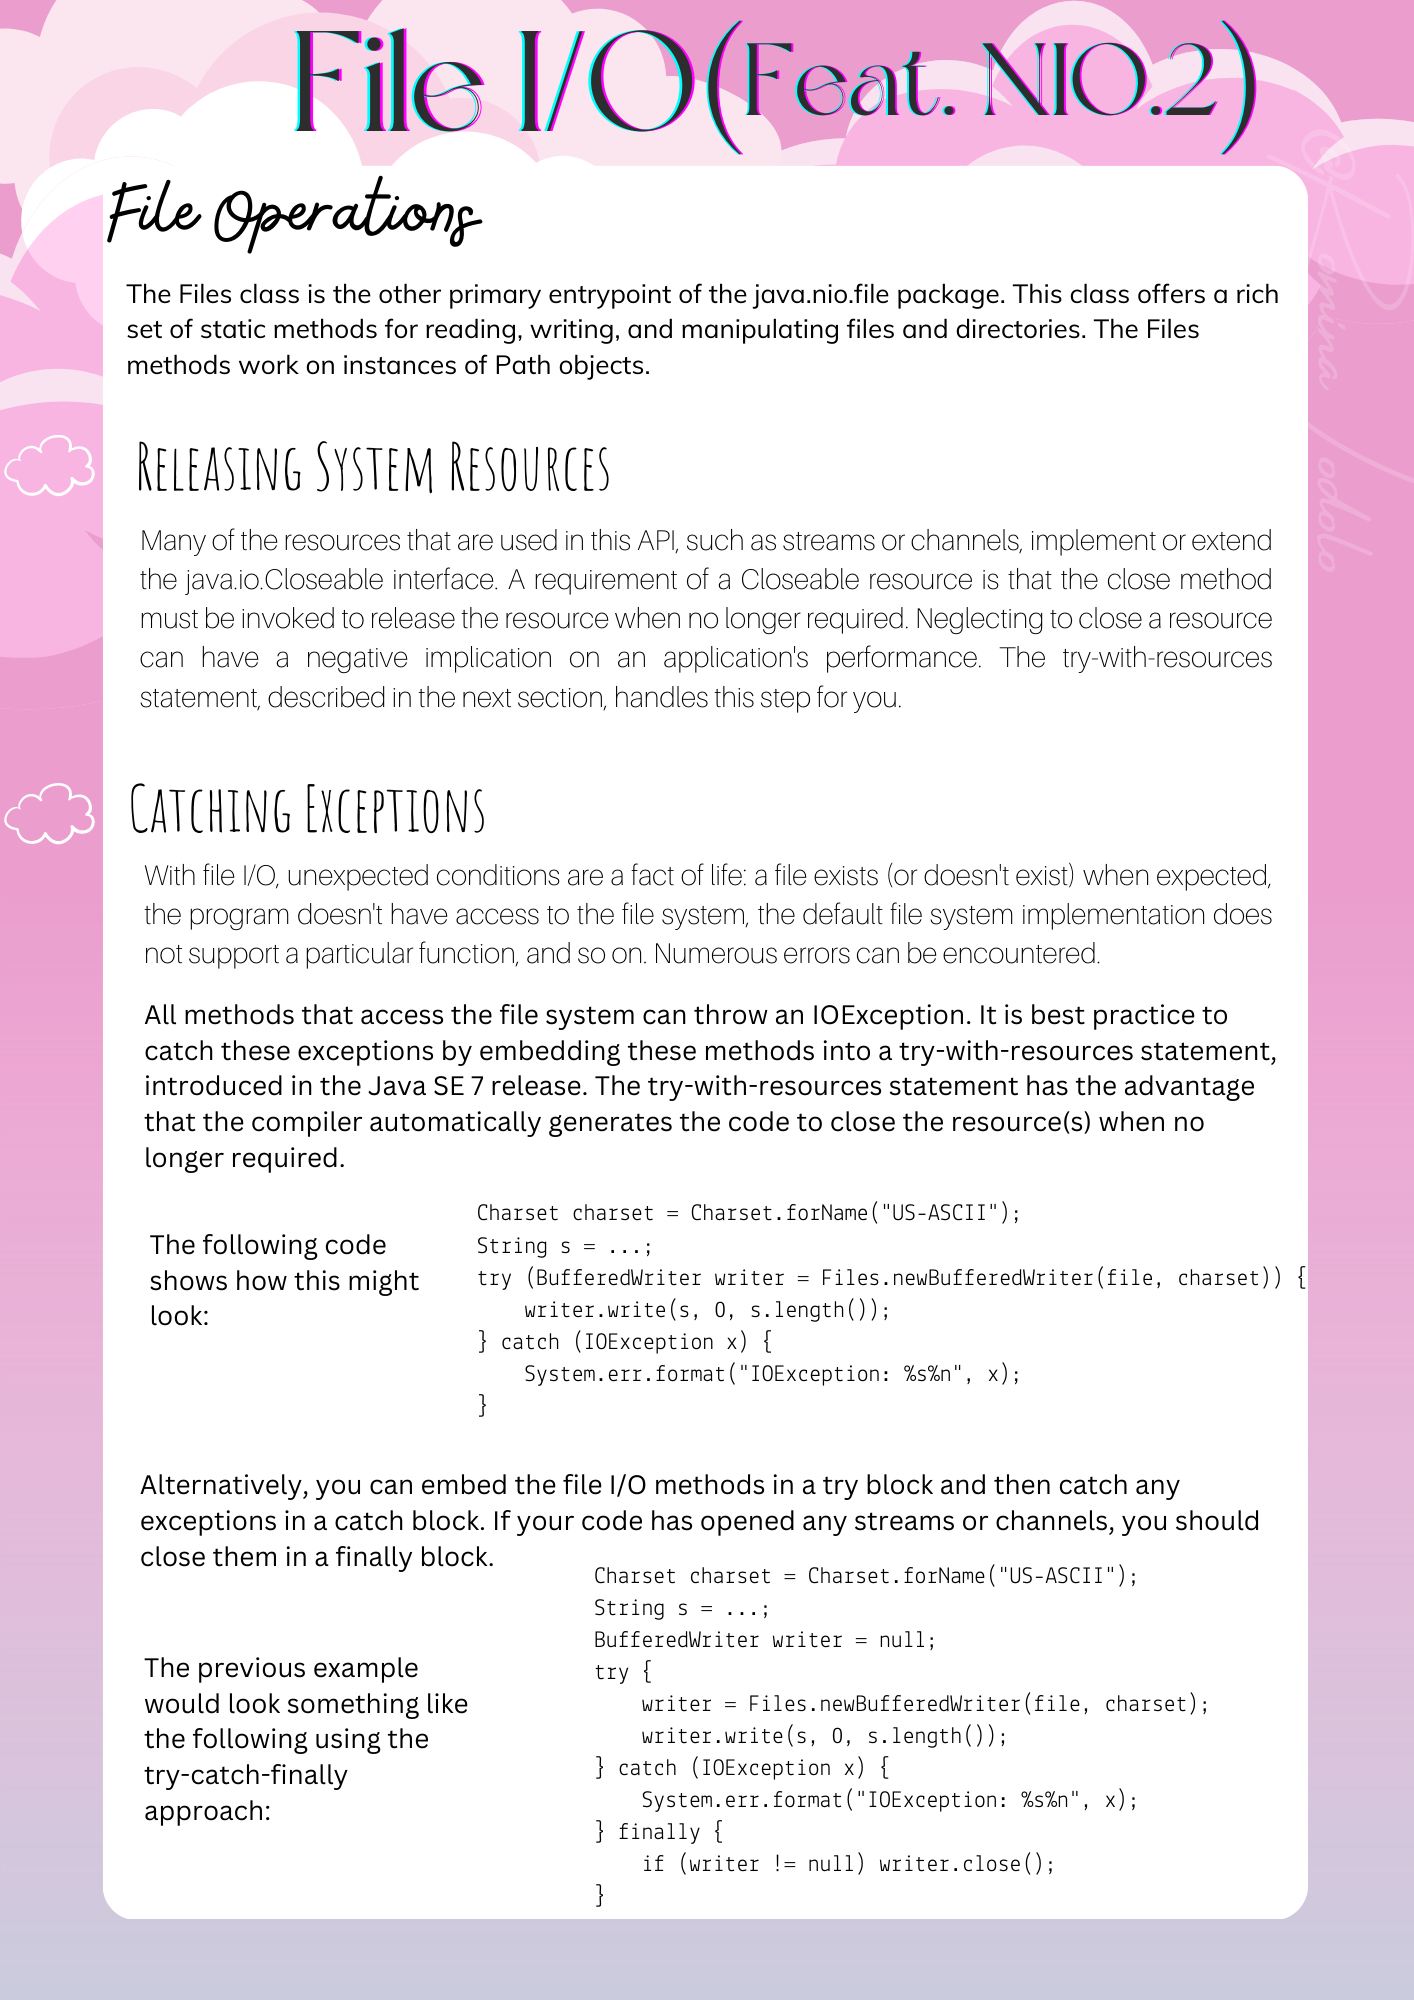 File I/O(Feat. NIO.2)
File Operations
The Files class is the other primary entrypoint of the java.nio.file package. This class offers a rich
set of static methods for reading, writing, and manipulating files and directories. The Files
methods work on instances of Path objects.
Releasing System Resources
Many of the resources that are used in this API, such as streams or channels, implement or extend
the java.io.Closeable interface. A requirement of a Closeable resource is that the close method
must be invoked to release the resource when no longer required. Neglecting to close a resource
can have a negative implication on an application's performance. The try-with-resources
statement, described in the next section, handles this step for you.
Catching Exceptions
With file I/O, unexpected conditions are a fact of life: a file exists (or doesn't exist) when expected,
the program doesn't have access to the file system, the default file system implementation does
not support a particular function, and so on. Numerous errors can be encountered.
All methods that access the file system can throw an IOException. It is best practice to
catch these exceptions by embedding these methods into a try-with-resources statement,
introduced in the Java SE 7 release. The try-with-resources statement has the advantage
that the compiler automatically generates the code to close the resource(s) when no
longer required.
The following code
shows how this might
look:
Charset charset = Charset.forName("US-ASCII");
String s = ...;
try (BufferedWriter writer = Files.newBufferedWriter(file, charset)) {
    writer.write(s, 0, s.length());
} catch (IOException x) {
    System.err.format("IOException: %s%n", x);
}
Alternatively, you can embed the file I/O methods in a try block and then catch any
exceptions in a catch block. If your code has opened any streams or channels, you should
close them in a finally block.
The previous example
would look something like
the following using the
try-catch-finally
approach:
Charset charset = Charset.forName("US-ASCII");
String s = ...;
BufferedWriter writer = null;
try {
    writer = Files.newBufferedWriter(file, charset);
    writer.write(s, 0, s.length());
} catch (IOException x) {
    System.err.format("IOException: %s%n", x);
} finally {
    if (writer != null) writer.close();
}